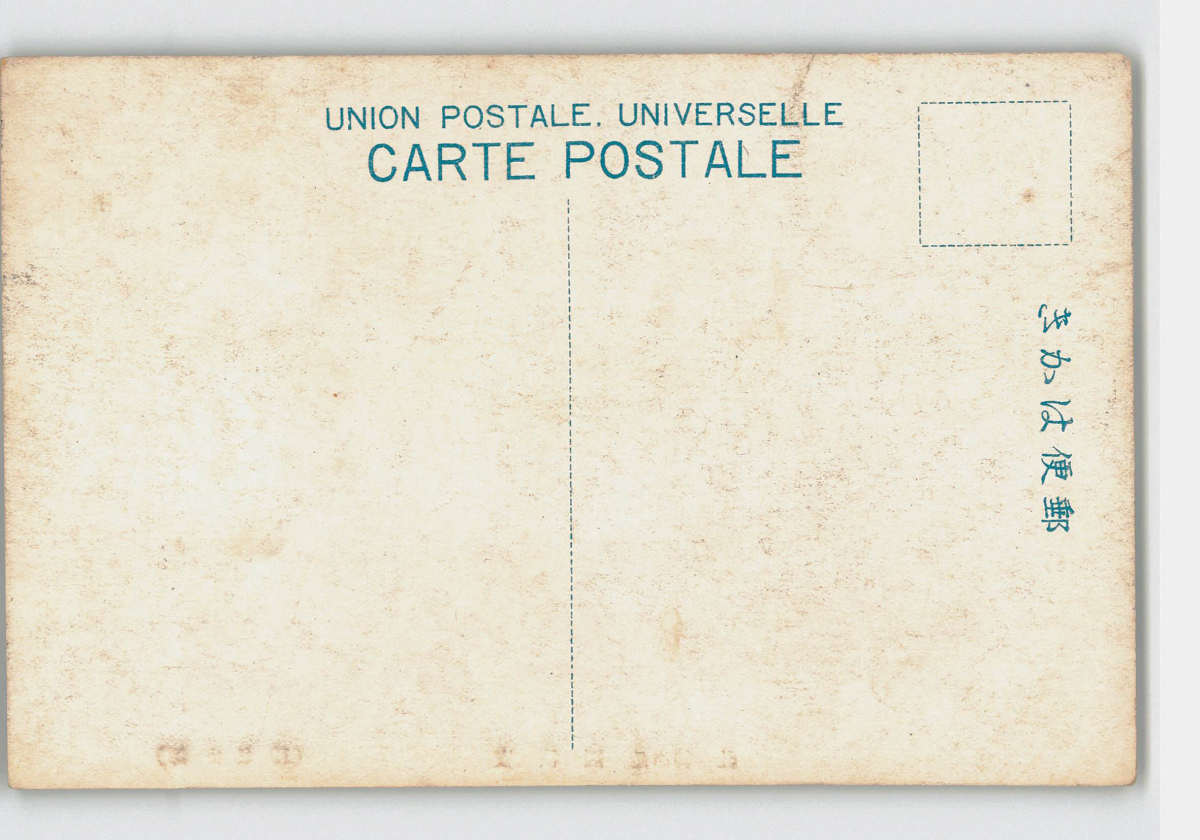 UNION POSTALE. UNIVERSELLE
CARTE POSTALE
きかは便郵